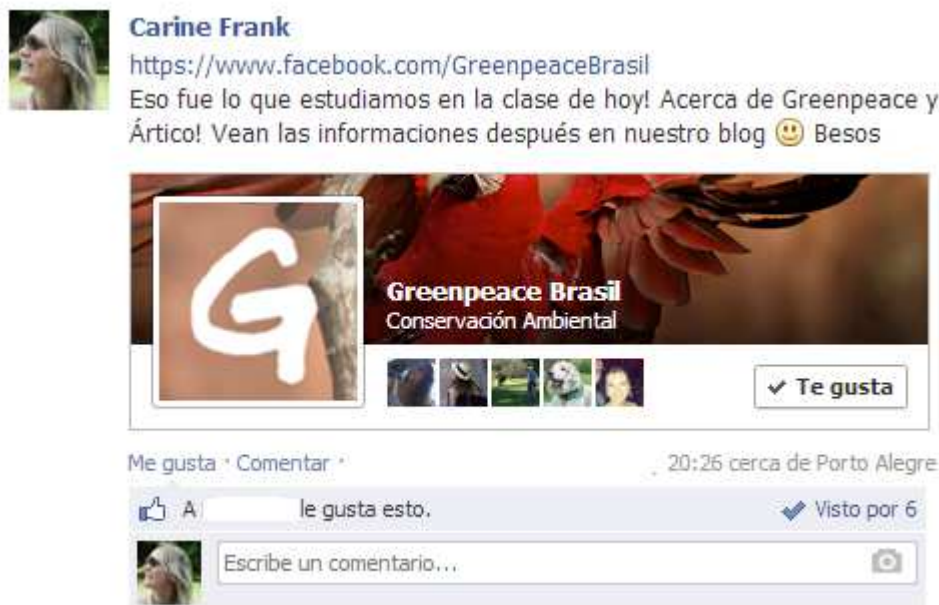 Carine Frank
https://www.facebook.com/GreenpeaceBrasil
Eso fue lo que estudiamos en la clase de hoy! Acerca de Greenpeace y
Ártico! Vean las informaciones después en nuestro blog 🙂 Besos
G
Greenpeace Brasil
Conservación Ambiental
✓ Te gusta
Me gusta · Comentar ·
20:26 cerca de Porto Alegre
A le gusta esto.
Visto por 6
Escribe un comentario...